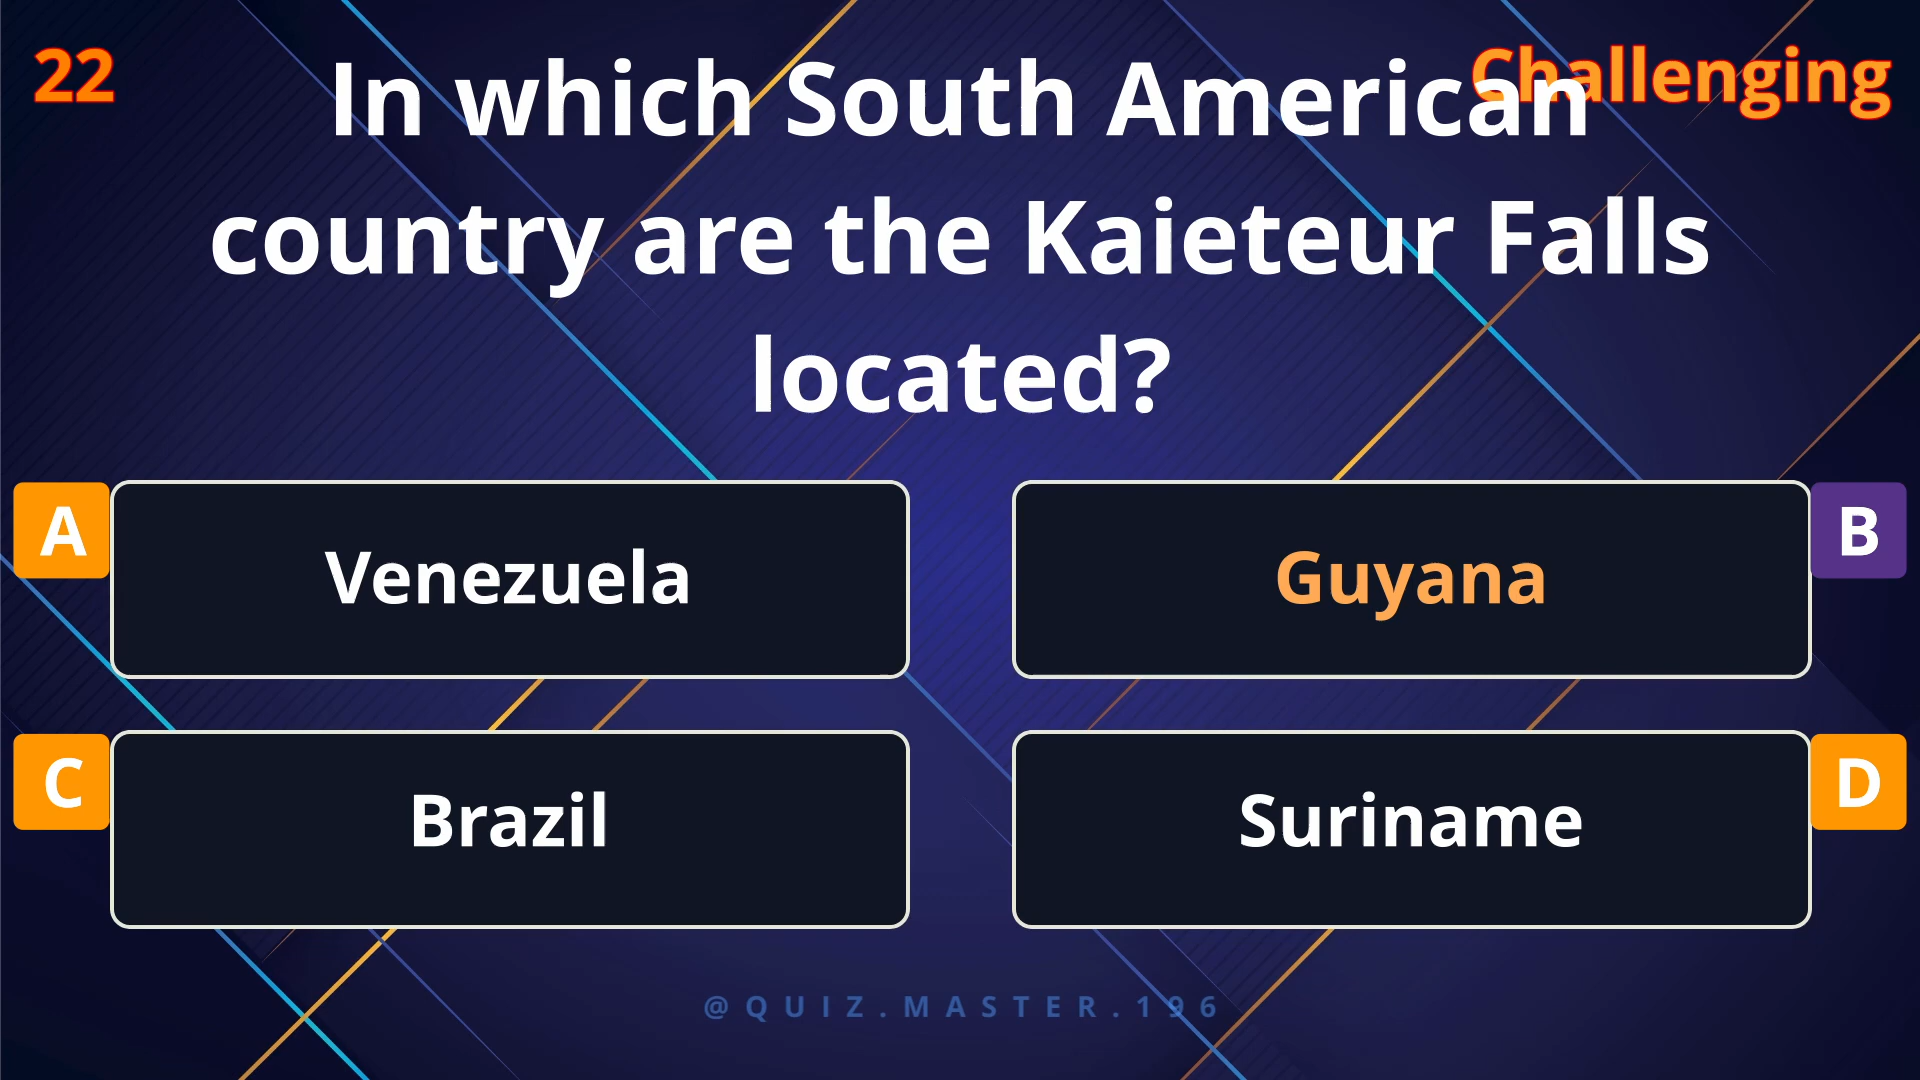 22
Challenging
In which South American
country are the Kaieteur Falls
located?
A
Venezuela
Guyana
B
C
Brazil
Suriname
D
@QUIZ.MASTER.196